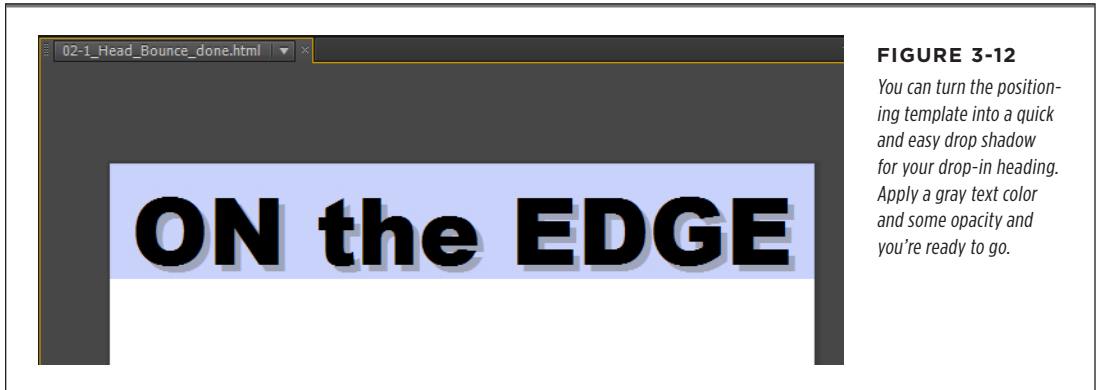 02-1_Head_Bounce_done.html
ON the EDGE
FIGURE 3-12
You can turn the position-
ing template into a quick
and easy drop shadow
for your drop-in heading.
Apply a gray text color
and some opacity and
you're ready to go.